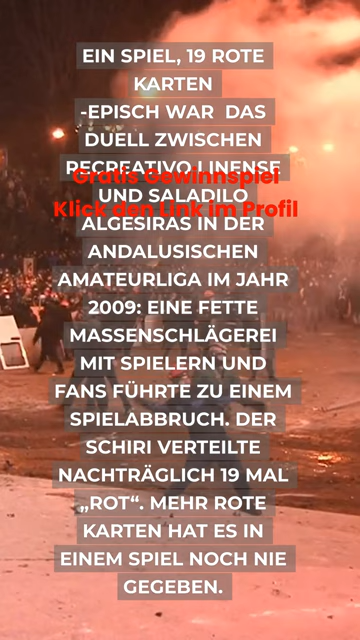 EIN SPIEL, 19 ROTE
KARTEN
-EPISCH WAR DAS
DUELL ZWISCHEN
RECREATIVO LINENSE
Gratis Gewinnspiel
UND SALADILO
Klick den Link im Profil
ALGESIRAS IN DER
ANDALUSISCHEN
AMATEURLIGA IM JAHR
2009: EINE FETTE
MASSENSCHLÄGEREI
MIT SPIELERN UND
FANS FÜHRTE ZU EINEM
SPIELABBRUCH. DER
SCHIRI VERTEILTE
NACHTRÄGLICH 19 MAL
„ROT“. MEHR ROTE
KARTEN HAT ES IN
EINEM SPIEL NOCH NIE
GEGEBEN.